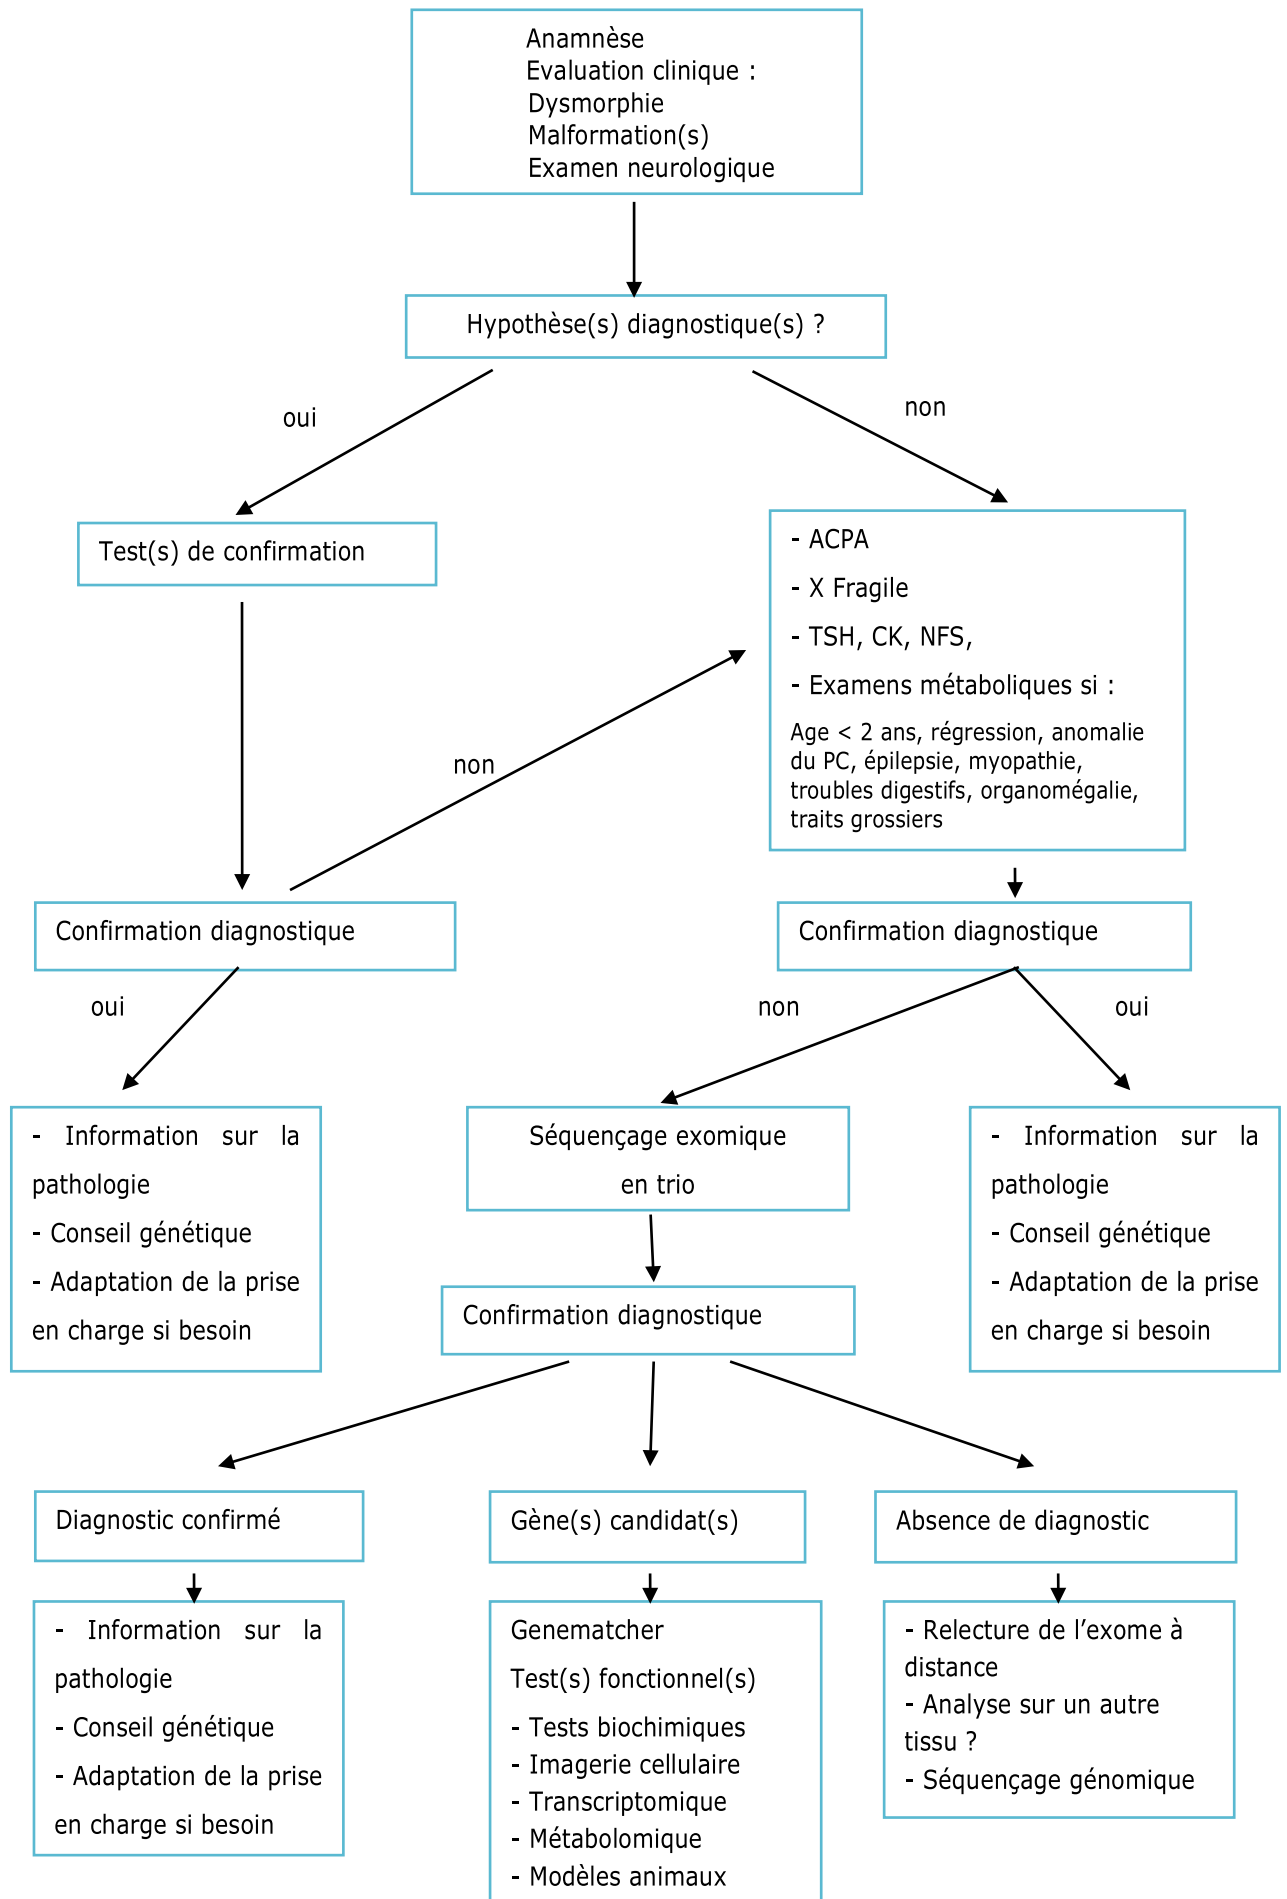 Anamnèse
Evaluation clinique :
Dysmorphie
Malformation(s)
Examen neurologique
Hypothèse(s) diagnostique(s) ?
oui
non
Test(s) de confirmation
- ACPA
- X Fragile
- TSH, CK, NFS,
- Examens métaboliques si :
Age < 2 ans, régression, anomalie
du PC, épilepsie, myopathie,
troubles digestifs, organomégalie,
traits grossiers
non
Confirmation diagnostique
Confirmation diagnostique
oui
non
oui
- Information sur la
pathologie
- Conseil génétique
- Adaptation de la prise
en charge si besoin
Séquençage exomique
en trio
- Information sur la
pathologie
- Conseil génétique
- Adaptation de la prise
en charge si besoin
Confirmation diagnostique
Diagnostic confirmé
Gène(s) candidat(s)
Absence de diagnostic
- Information sur la
pathologie
- Conseil génétique
- Adaptation de la prise
en charge si besoin
Genematcher
Test(s) fonctionnel(s)
- Tests biochimiques
- Imagerie cellulaire
- Transcriptomique
- Métabolomique
- Modèles animaux
- Relecture de l’exome à
distance
- Analyse sur un autre
tissu ?
- Séquençage génomique